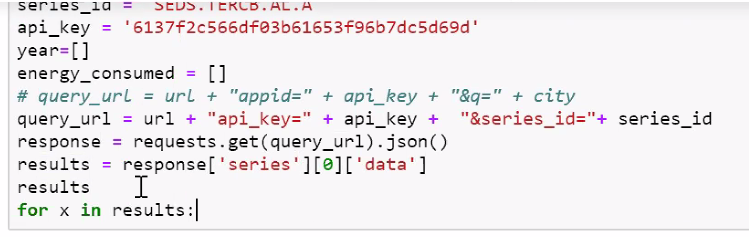 series_id = 'SEDS.TERCB.AL.A
api_key = '6137f2c566df03b61653f96b7dc5d69d'
year=[]
energy_consumed = []
# query_url = url + "appid=" + api_key + "&q=" + city
query_url = url + "api_key=" + api_key +  "&series_id="+ series_id
response = requests.get(query_url).json()
results = response['series'][0]['data']
results
for x in results: